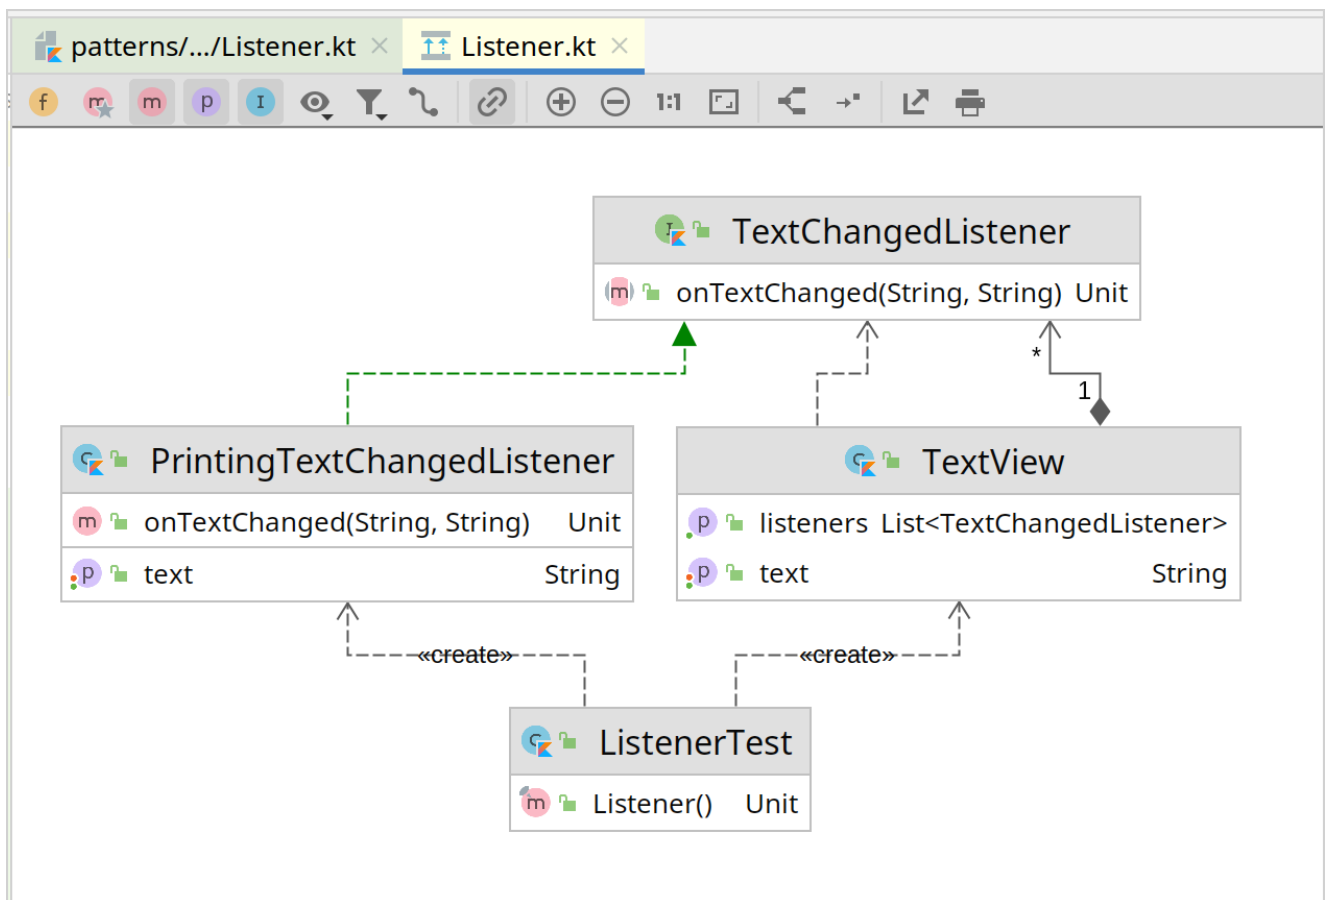 patterns/.../Listener.kt
Listener.kt
f m m p I 1:1
I TextChangedListener
m onTextChanged(String, String) Unit
*
1
C PrintingTextChangedListener
m onTextChanged(String, String) Unit
p text String
C TextView
p listeners List<TextChangedListener>
p text String
«create» «create»
C ListenerTest
m Listener() Unit